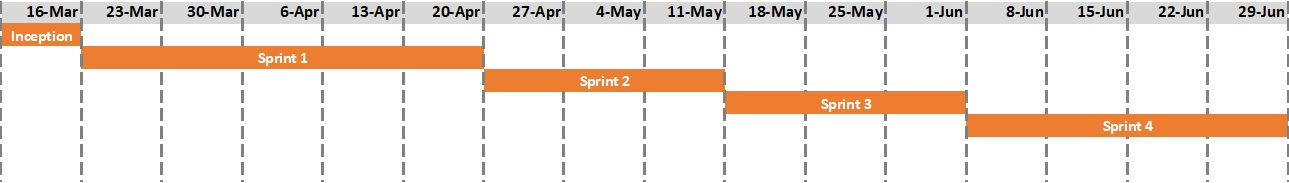 16-Mar 23-Mar 30-Mar 6-Apr 13-Apr 20-Apr 27-Apr 4-May 11-May 18-May 25-May 1-Jun 8-Jun 15-Jun 22-Jun 29-Jun
Inception
Sprint 1
Sprint 2
Sprint 3
Sprint 4